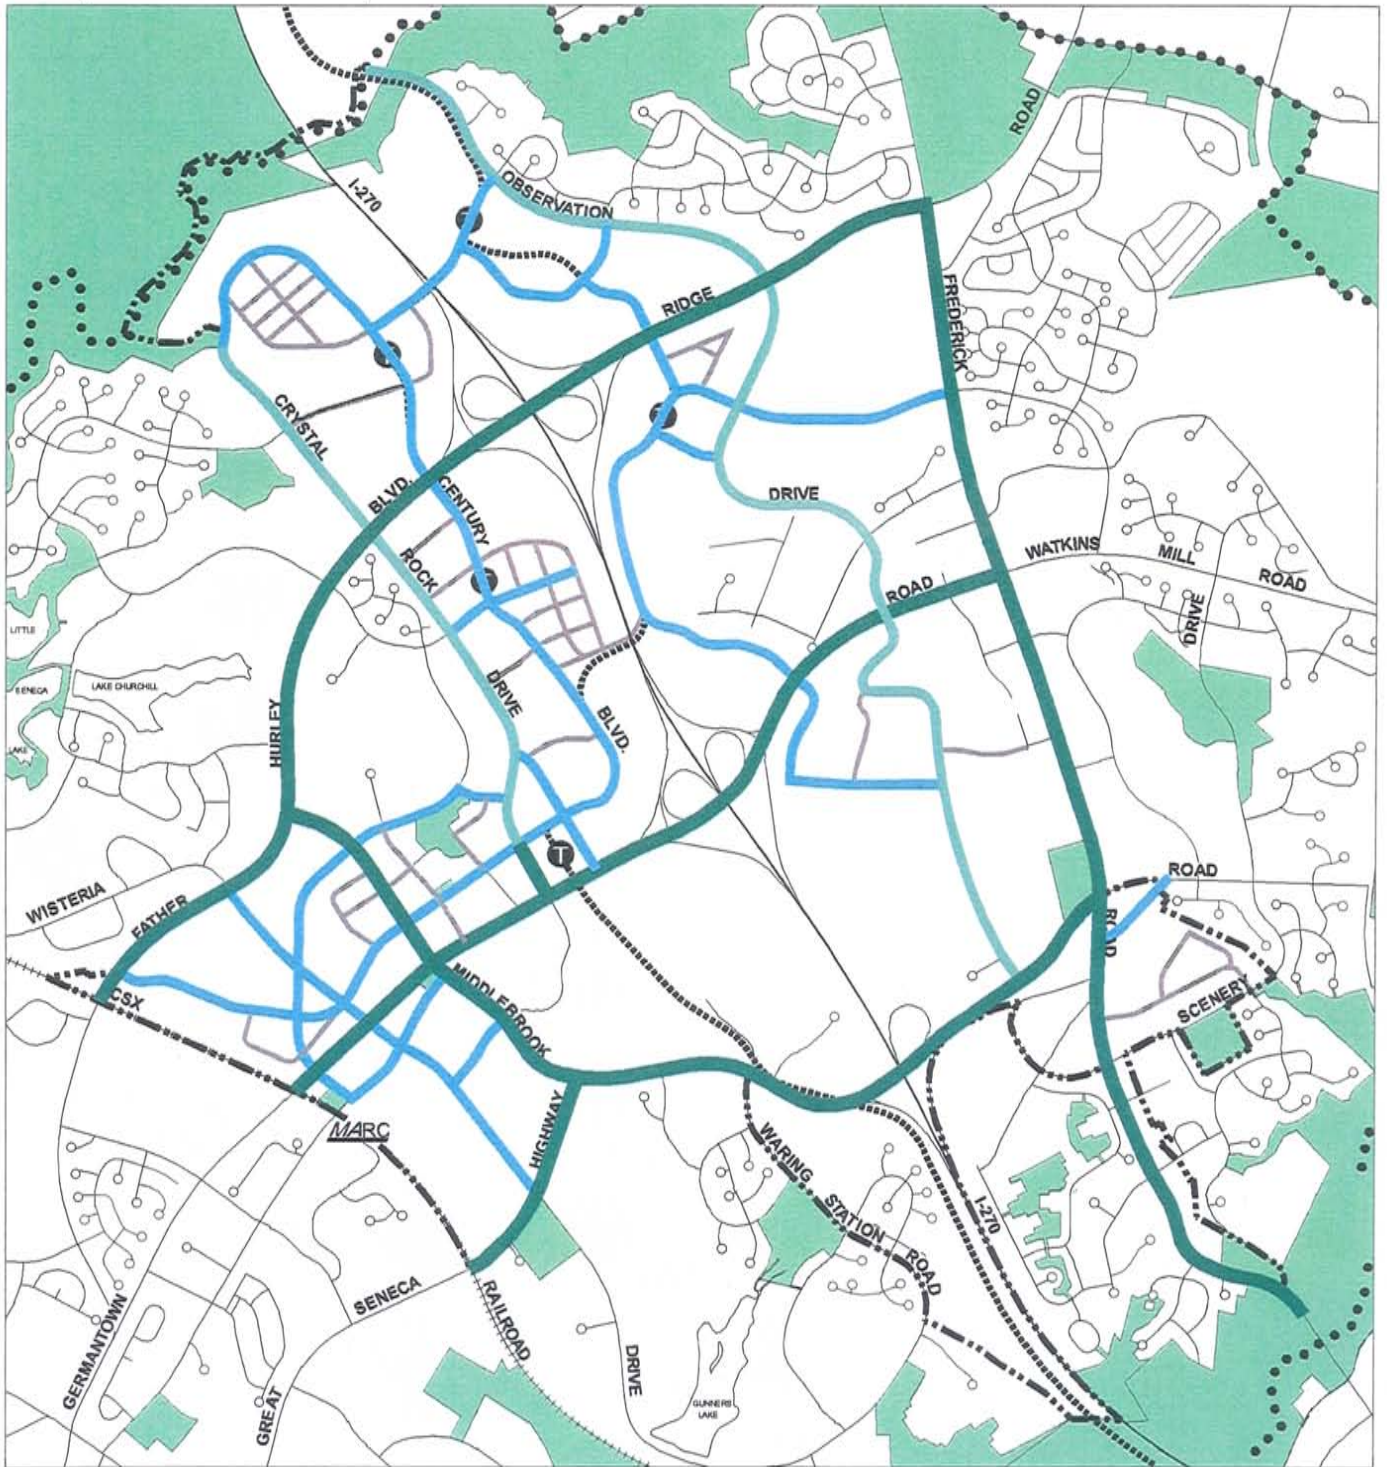 ROAD
I-270
OBSERVATION
RIDGE
FREDERICK
CRYSTAL
BLVD.
CENTURY
DRIVE
ROCK
ROAD
WATKINS
MILL
ROAD
DRIVE
LITTLE
SENECA
LAKE
LAKE CHURCHILL
HURLEY
DRIVE
BLVD.
T
WISTERIA
FATHER
ROAD
ROAD
CSX
MIDDLEBROOK
SCENERY
MARC
HIGHWAY
WARING
STATION
ROAD
I-270
GERMANTOWN
SENECA
GREAT
RAILROAD
DRIVE
GUNNERS
LAKE